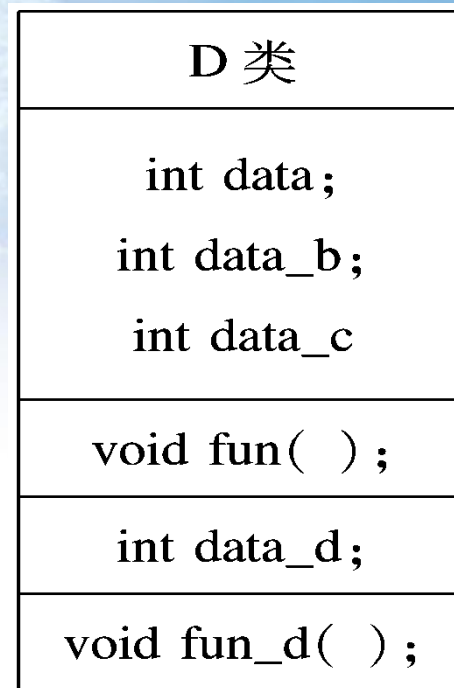 D 类
int data;
int data_b;
int data_c
void fun( );
int data_d;
void fun_d( );